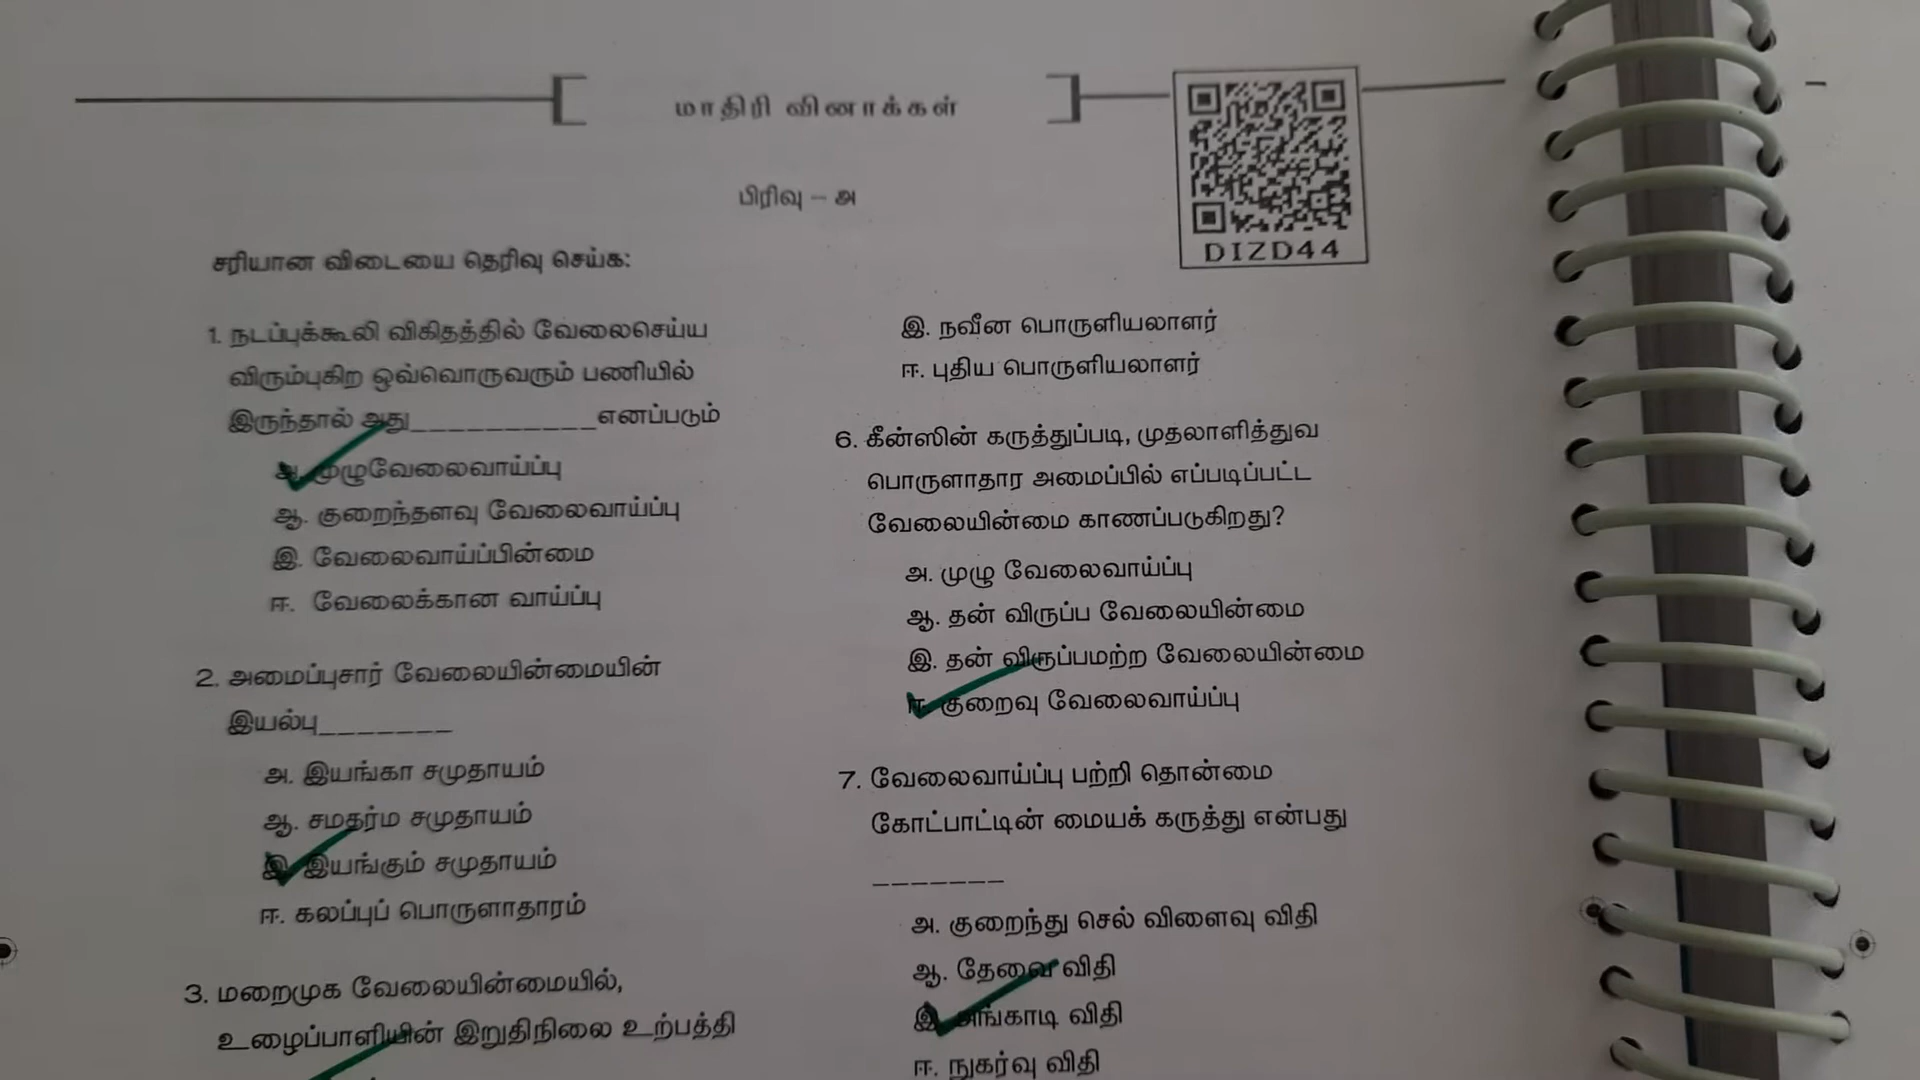 மாதிரி வினாக்கள்
DIZD44
பிரிவு – அ
சரியான விடையை தெரிவு செய்க:
1. நடப்புக்கூலி விகிதத்தில் வேலைசெய்ய
விரும்புகிற ஒவ்வொருவரும் பணியில்
இருந்தால் அது__________எனப்படும்
அ. முழுவேலைவாய்ப்பு
ஆ. குறைந்தளவு வேலைவாய்ப்பு
இ. வேலைவாய்ப்பின்மை
ஈ. வேலைக்கான வாய்ப்பு
2. அமைப்புசார் வேலையின்மையின்
இயல்பு_______
அ. இயங்கா சமுதாயம்
ஆ. சமதர்ம சமுதாயம்
இ. இயங்கும் சமுதாயம்
ஈ. கலப்புப் பொருளாதாரம்
3. மறைமுக வேலையின்மையில்,
உழைப்பாளியின் இறுதிநிலை உற்பத்தி
இ. நவீன பொருளியலாளர்
ஈ. புதிய பொருளியலாளர்
6. கீன்ஸின் கருத்துப்படி, முதலாளித்துவ
பொருளாதார அமைப்பில் எப்படிப்பட்ட
வேலையின்மை காணப்படுகிறது?
அ. முழு வேலைவாய்ப்பு
ஆ. தன் விருப்ப வேலையின்மை
இ. தன் விருப்பமற்ற வேலையின்மை
ஈ. குறைவு வேலைவாய்ப்பு
7. வேலைவாய்ப்பு பற்றி தொன்மை
கோட்பாட்டின் மையக் கருத்து என்பது
_______
அ. குறைந்து செல் விளைவு விதி
ஆ. தேவை விதி
இ. அங்காடி விதி
ஈ. நுகர்வு விதி